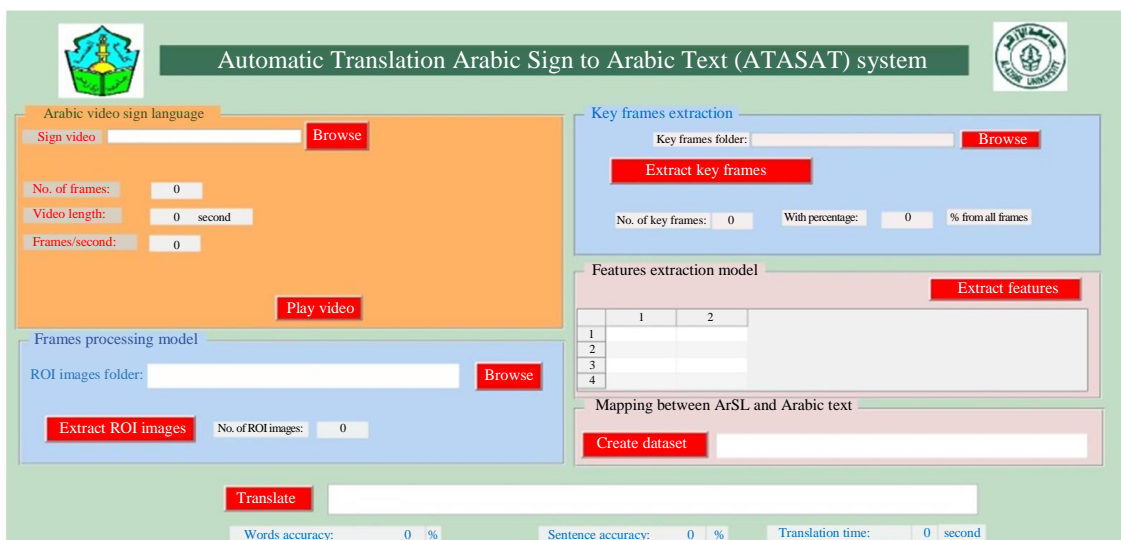 Automatic Translation Arabic Sign to Arabic Text (ATASAT) system
Arabic video sign language
Sign video Browse
No. of frames: 0
Video length: 0 second
Frames/second: 0
Play video
Frames processing model
ROI images folder: Browse
Extract ROI images No. of ROI images: 0
Key frames extraction
Key frames folder: Browse
Extract key frames
No. of key frames: 0 With percentage: 0 % from all frames
Features extraction model
Extract features
1 2
1
2
3
4
Mapping between ArSL and Arabic text
Create dataset
Translate
Words accuracy: 0 % Sentence accuracy: 0 % Translation time: 0 second